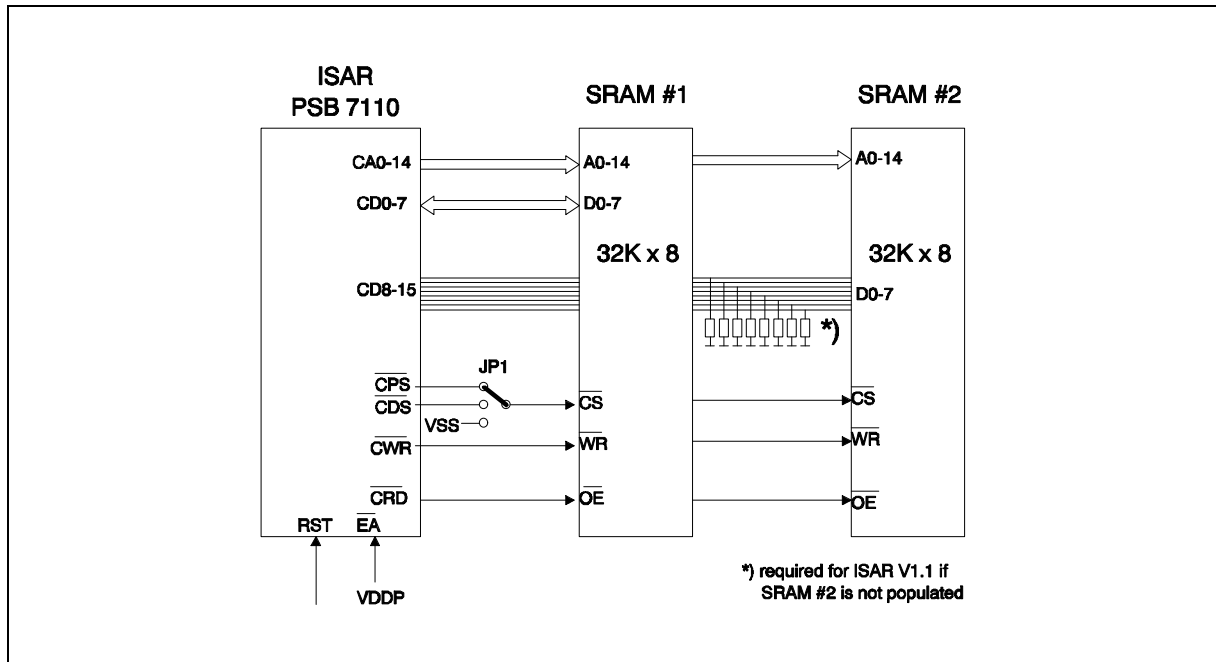 ISAR
PSB 7110
SRAM #1
SRAM #2
CA0-14
A0-14
A0-14
CD0-7
D0-7
32K x 8
32K x 8
CD8-15
D0-7
*)
JP1
CPS
CDS
CS
CS
VSS
CWR
WR
WR
CRD
OE
OE
RST
EA
VDDP
*) required for ISAR V1.1 if
SRAM #2 is not populated